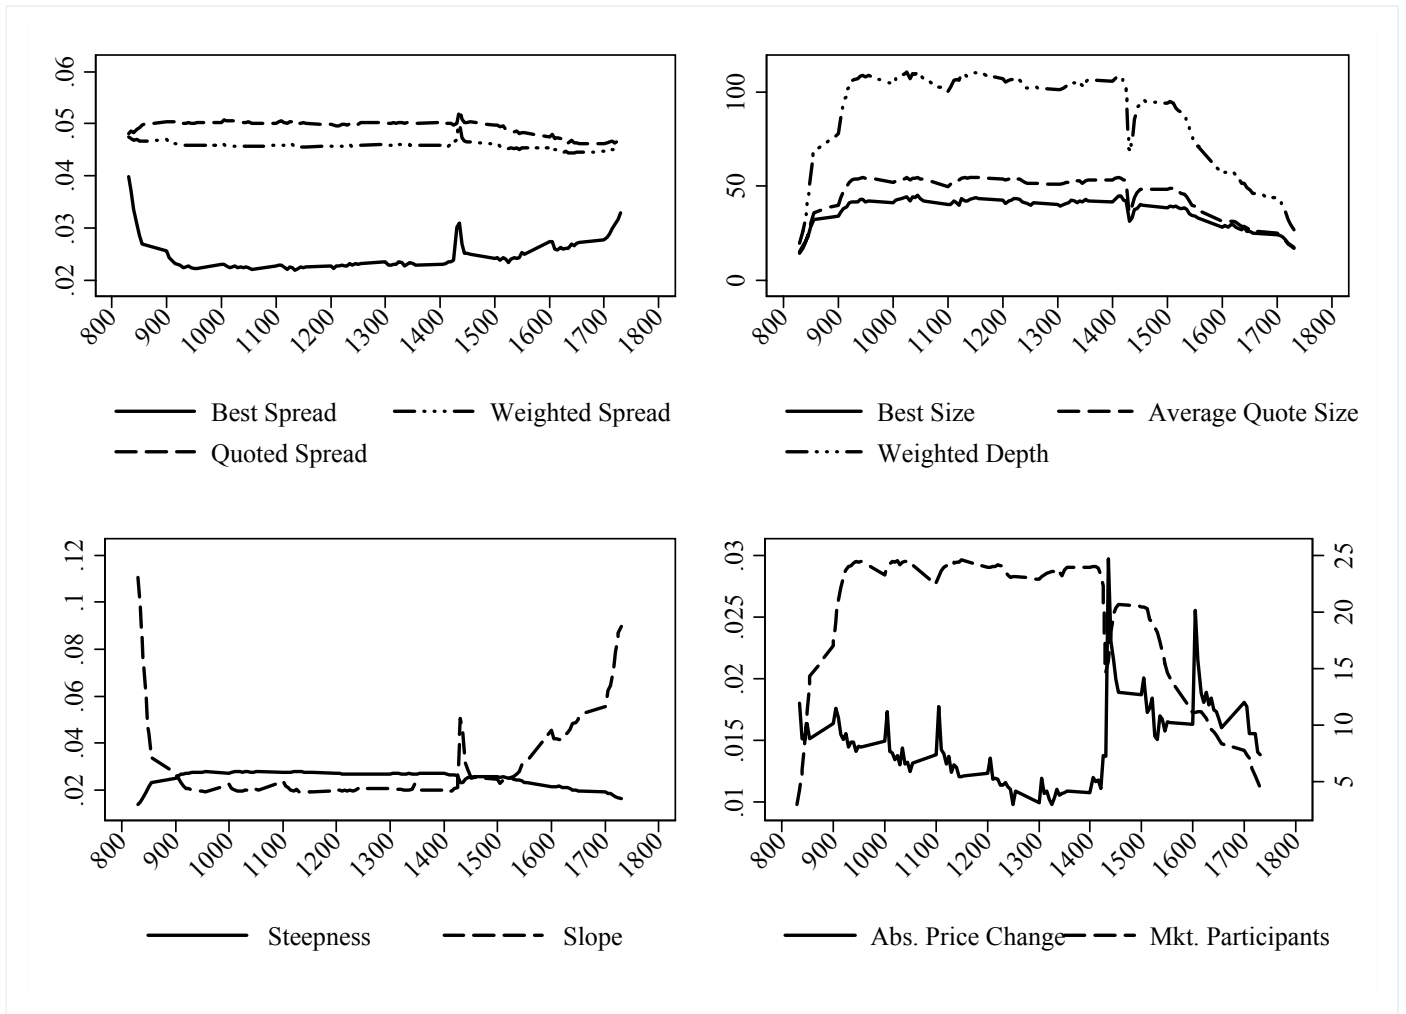 .06
.05
.04
.03
.02
800 900 1000 1100 1200 1300 1400 1500 1600 1700 1800
Best Spread Weighted Spread
Quoted Spread
100
50
0
800 900 1000 1100 1200 1300 1400 1500 1600 1700 1800
Best Size Average Quote Size
Weighted Depth
.12
.1
.08
.06
.04
.02
800 900 1000 1100 1200 1300 1400 1500 1600 1700 1800
Steepness Slope
.03
.025
.02
.015
.01
25
20
15
10
5
800 900 1000 1100 1200 1300 1400 1500 1600 1700 1800
Abs. Price Change Mkt. Participants